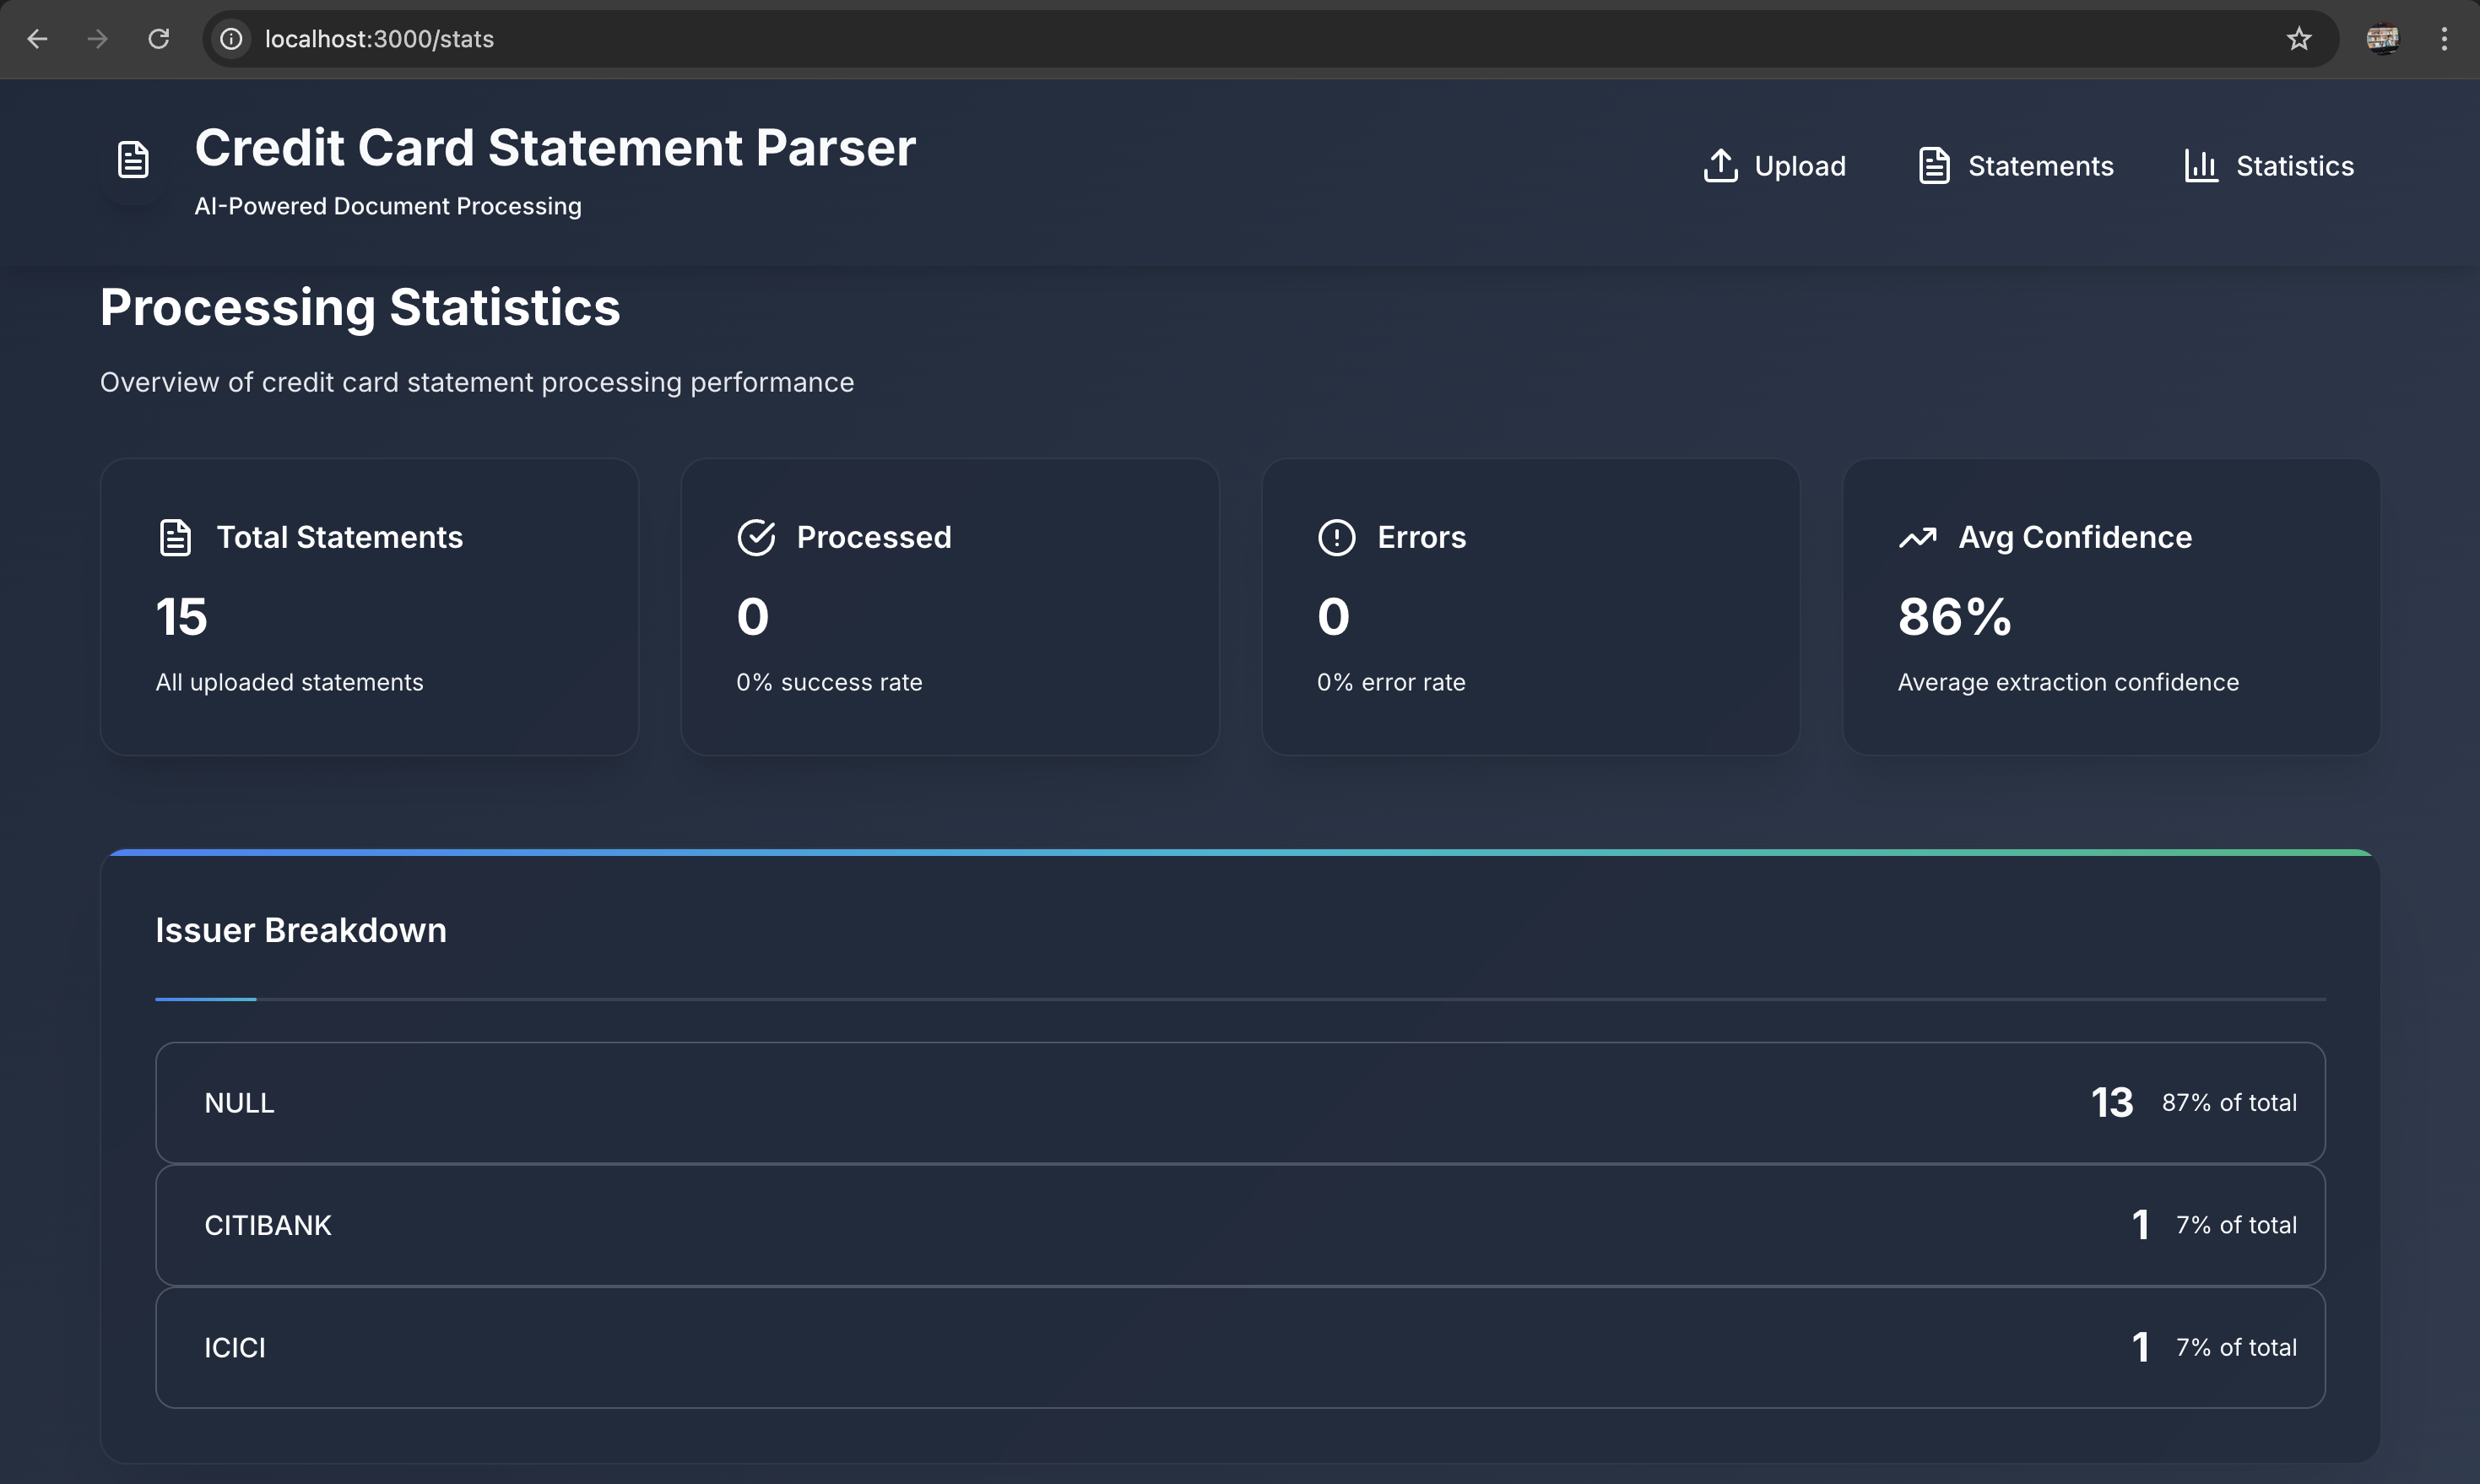 localhost:3000/stats
Credit Card Statement Parser
AI-Powered Document Processing
Upload
Statements
Statistics
Processing Statistics
Overview of credit card statement processing performance
Total Statements
15
All uploaded statements
Processed
0
0% success rate
Errors
0
0% error rate
Avg Confidence
86%
Average extraction confidence
Issuer Breakdown
NULL 13 87% of total
CITIBANK 1 7% of total
ICICI 1 7% of total